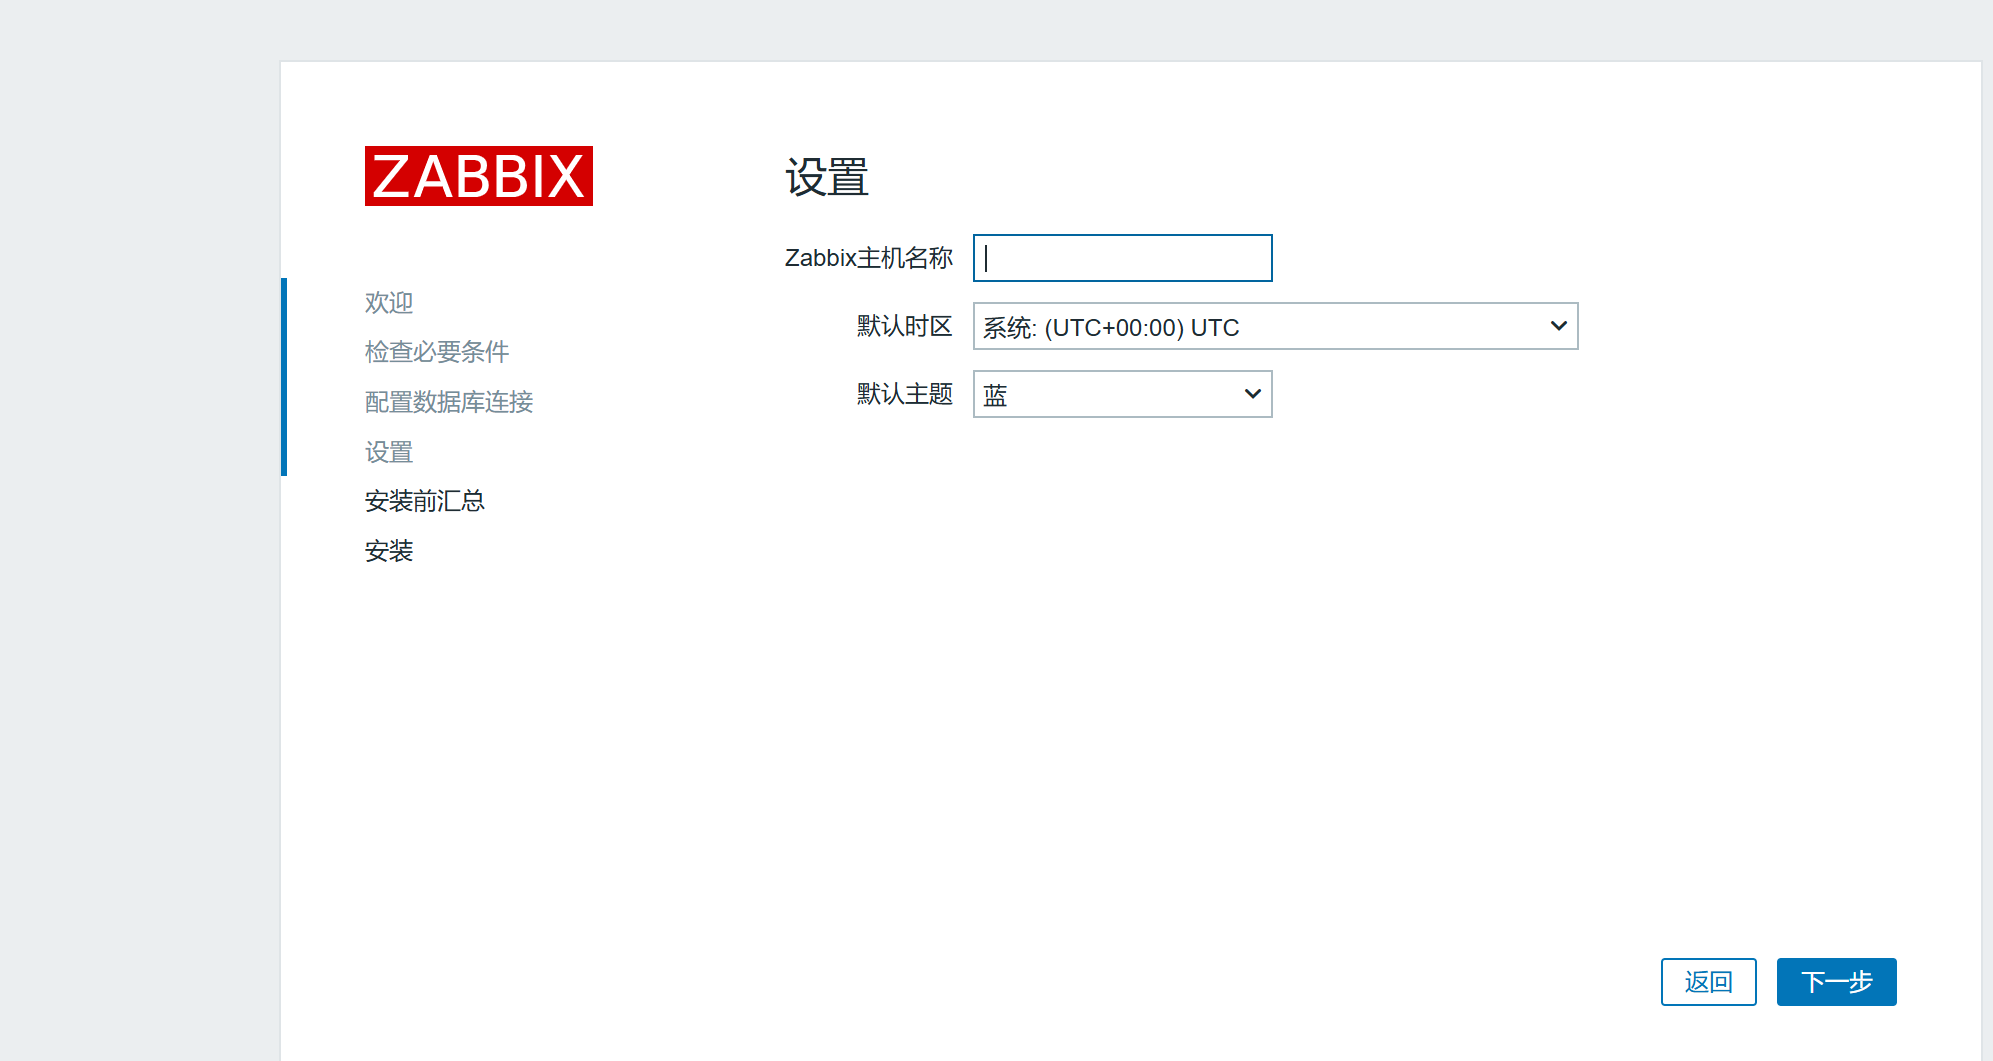 ZABBIX
欢迎
检查必要条件
配置数据库连接
设置
安装前汇总
安装
设置
Zabbix主机名称
默认时区 系统: (UTC+00:00) UTC
默认主题 蓝
返回 下一步